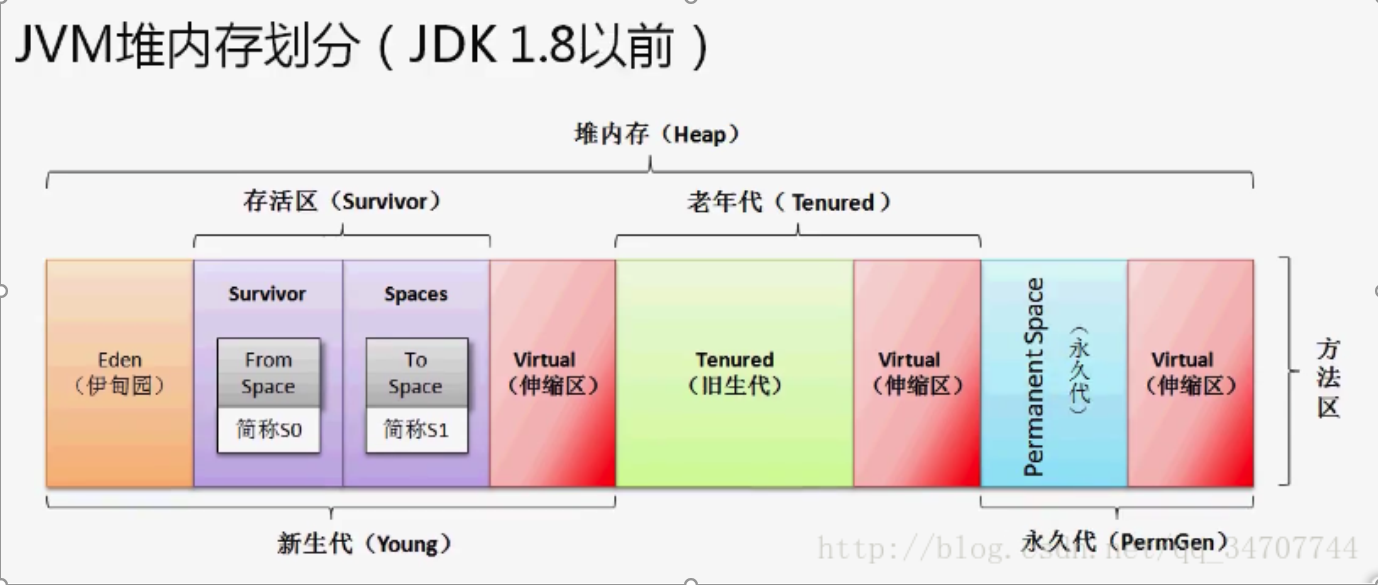 JVM堆内存划分（JDK 1.8以前）
堆内存（Heap）
存活区（Survivor）
老年代（ Tenured ）
Survivor
Spaces
From
Space
简称S0
To
Space
简称S1
Eden
（伊甸园）
Virtual
（伸缩区）
Tenured
（旧生代）
Virtual
（伸缩区）
Permanent Space
（永久代）
Virtual
（伸缩区）
方法区
新生代（Young）
永久代（PermGen）
http://blog.csdn.net/qq_34707744